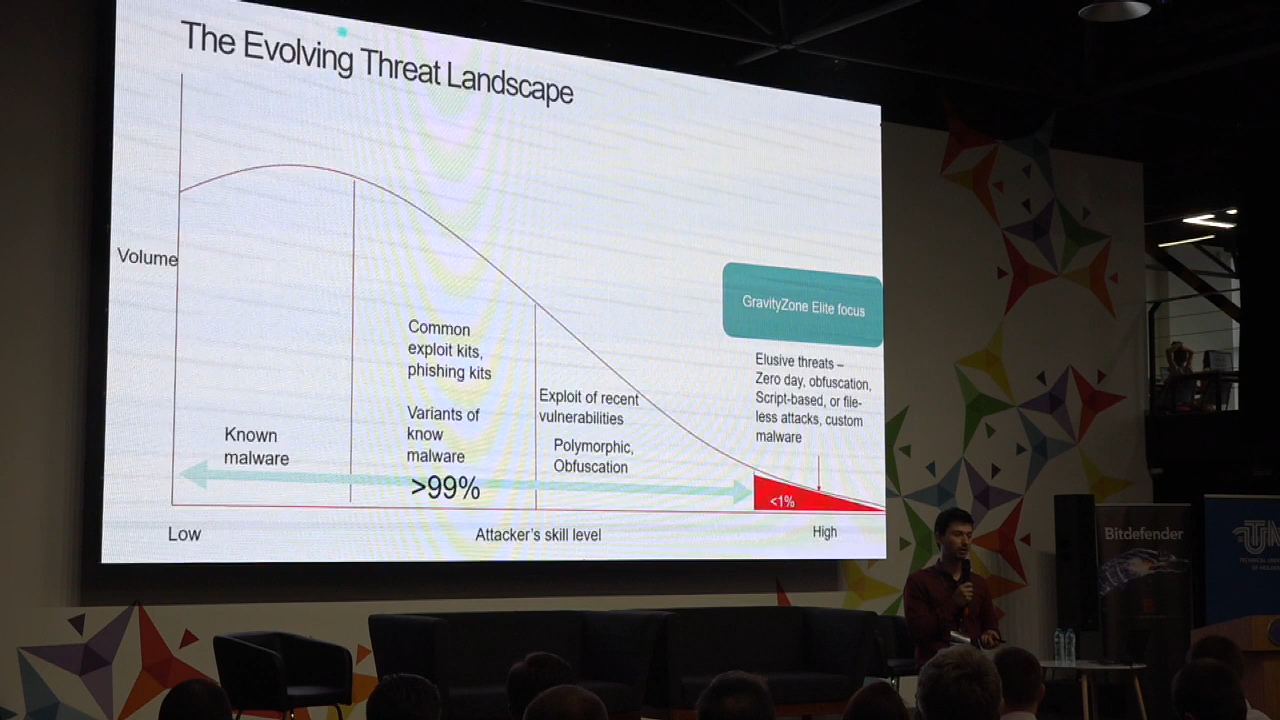 The Evolving Threat Landscape
Volume
GravityZone Elite focus
Common
exploit kits,
phishing kits
Elusive threats –
Zero day, obfuscation,
Script-based, or file-
less attacks, custom
malware
Exploit of recent
vulnerabilities
Variants of
know
malware
Known
malware
Polymorphic,
Obfuscation
>99%
<1%
Low
Attacker's skill level
High
Bitdefender